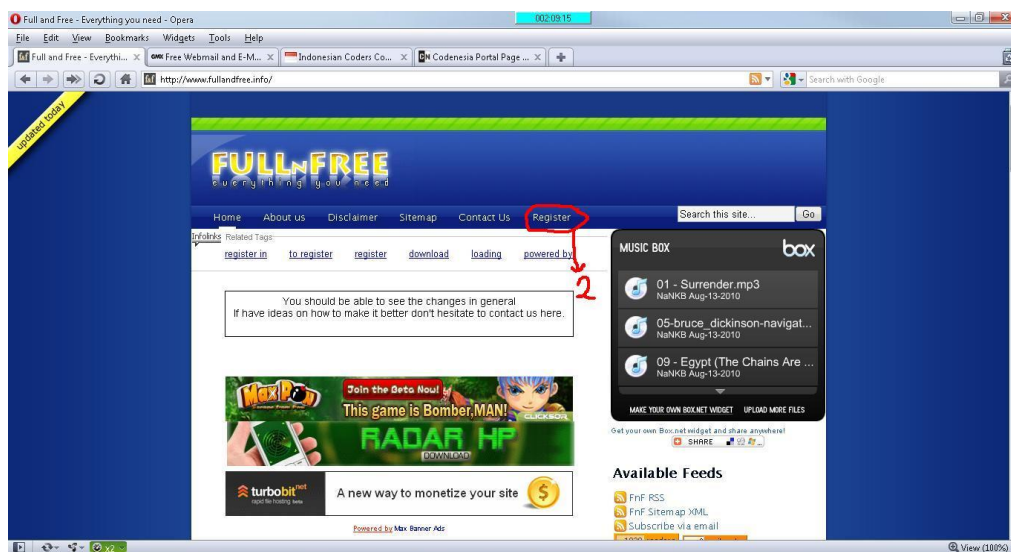 Full and Free - Everything you need - Opera
002:09:15
File Edit View Bookmarks Widgets Tools Help
Full and Free - Everythi...
GMX Free Webmail and E-M...
Indonesian Coders Co...
Codenesia Portal Page ...
http://www.fullandfree.info/
Search with Google
updated today
FULLNFREE
everything you need
Home About us Disclaimer Sitemap Contact Us Register
Search this site... Go
2
Infolinks Related Tags
register in to register register download loading powered by
You should be able to see the changes in general
If have ideas on how to make it better don't hesitate to contact us here.
MUSIC BOX
box
01 - Surrender.mp3
NaNKB Aug-13-2010
05-bruce_dickinson-navigat...
NaNKB Aug-13-2010
09 - Egypt (The Chains Are ...
NaNKB Aug-13-2010
MAKE YOUR OWN BOX.NET WIDGET UPLOAD MORE FILES
Get your own Box.net widget and share anywhere!
SHARE
Join the Beta Now!
This game is Bomber,MAN!
CLICKSOR
RADAR HP
DOWNLOAD
turbobit.net
rapid file hosting beta
A new way to monetize your site
Powered by Max Banner Ads
Available Feeds
FnF RSS
FnF Sitemap XML
Subscribe via email
x2
View (100%)